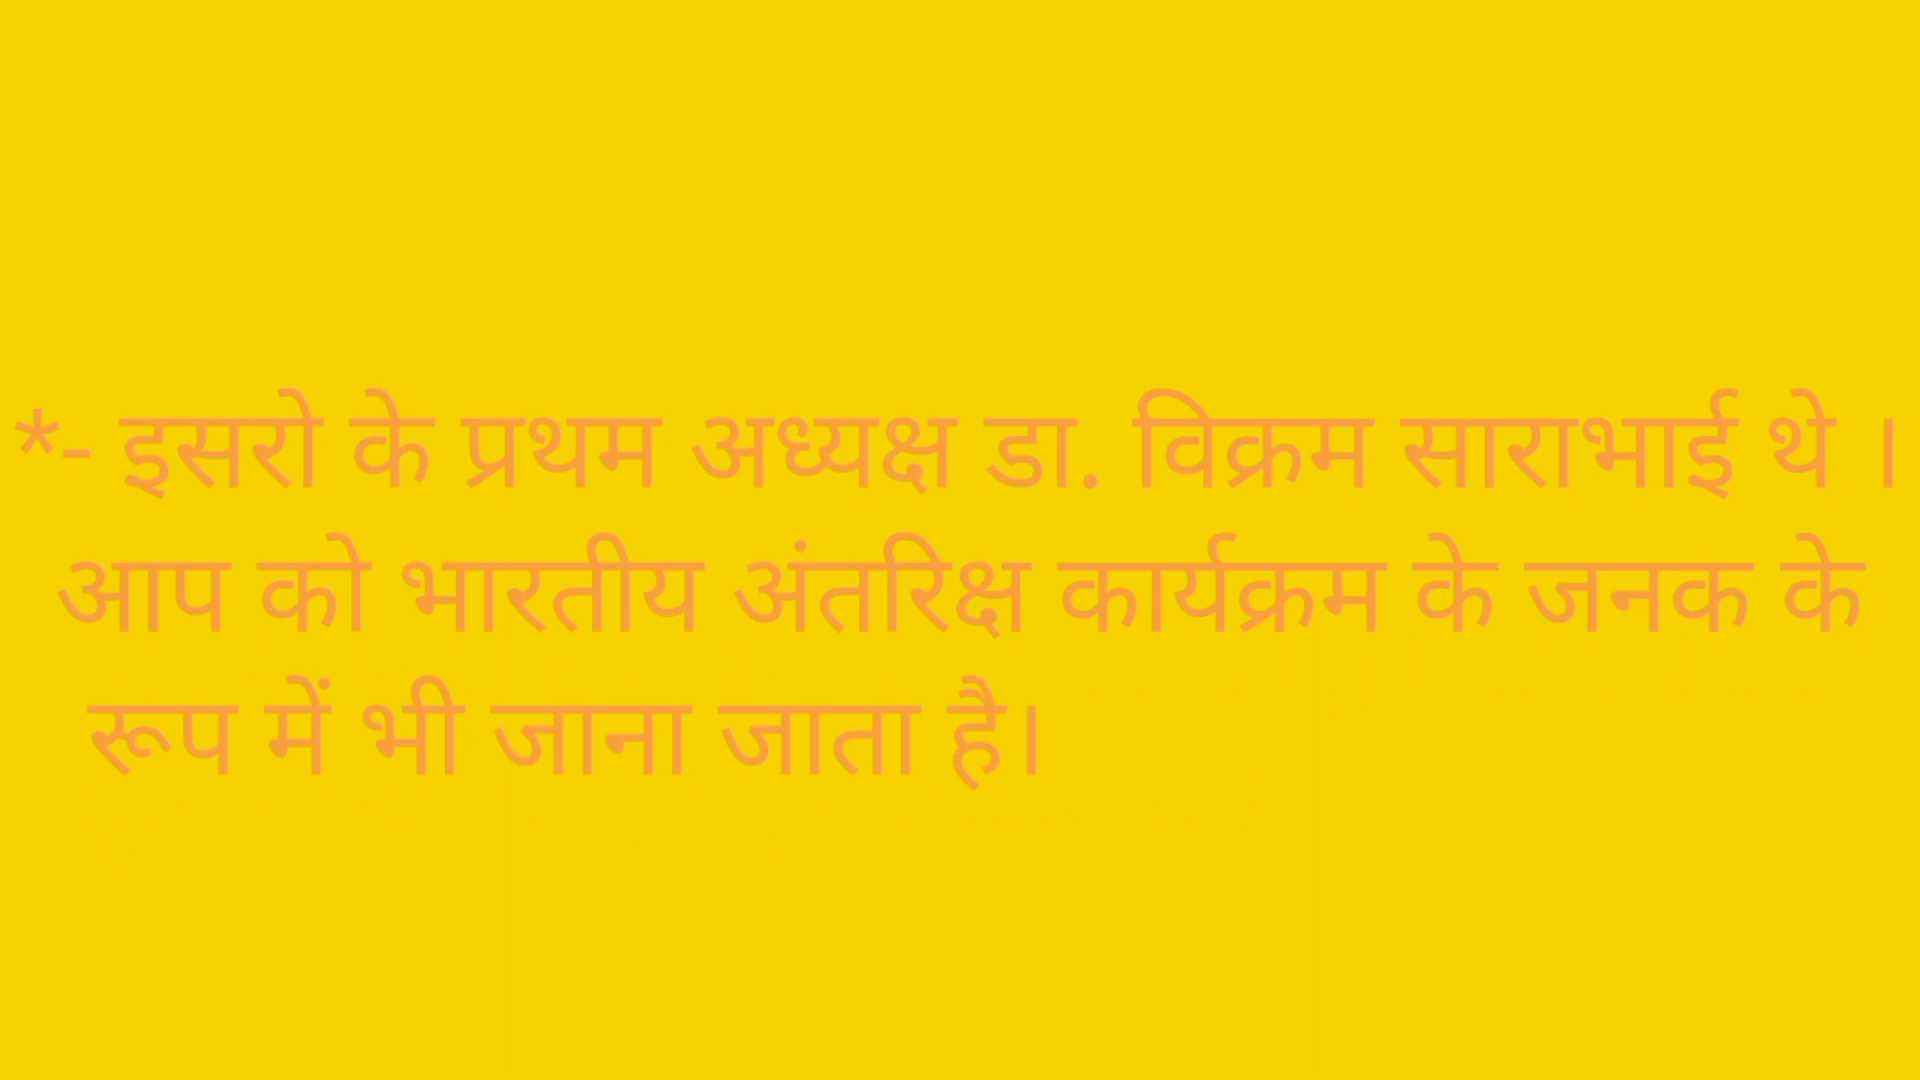 *- इसरो के प्रथम अध्यक्ष डा. विक्रम साराभाई थे ।
आप को भारतीय अंतरिक्ष कार्यक्रम के जनक के
रूप में भी जाना जाता है।